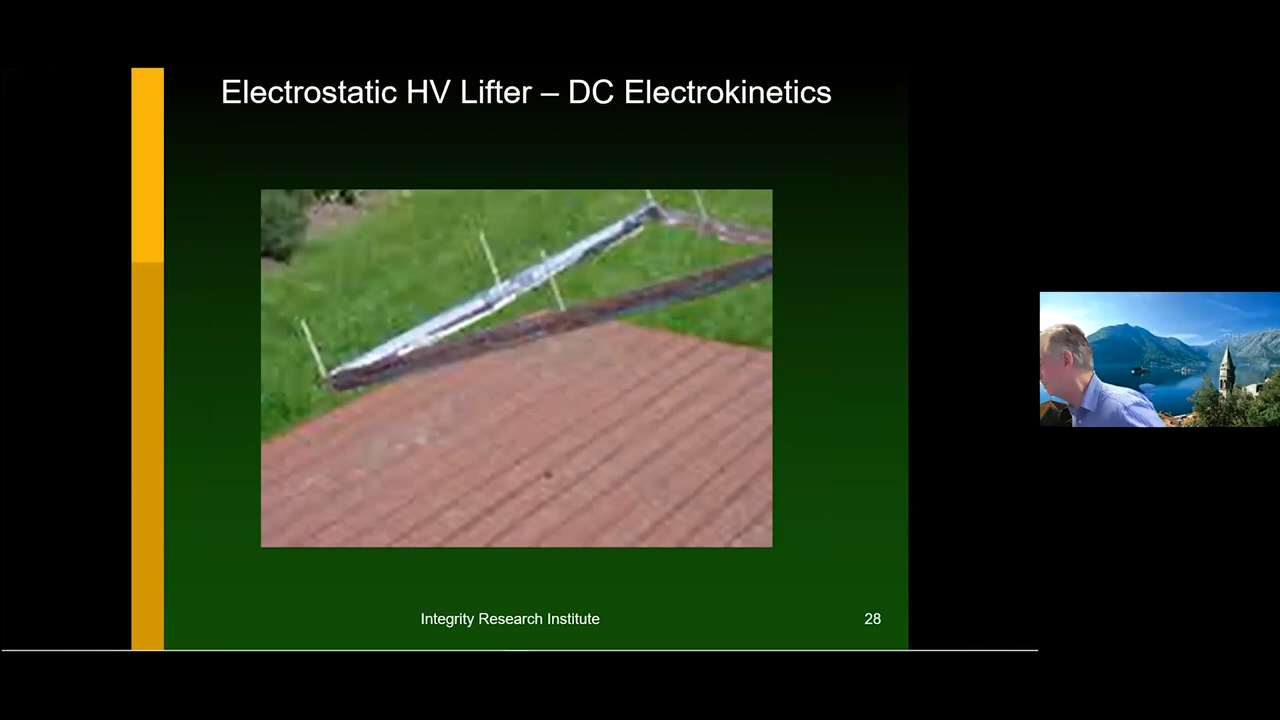 Electrostatic HV Lifter – DC Electrokinetics
Integrity Research Institute
28